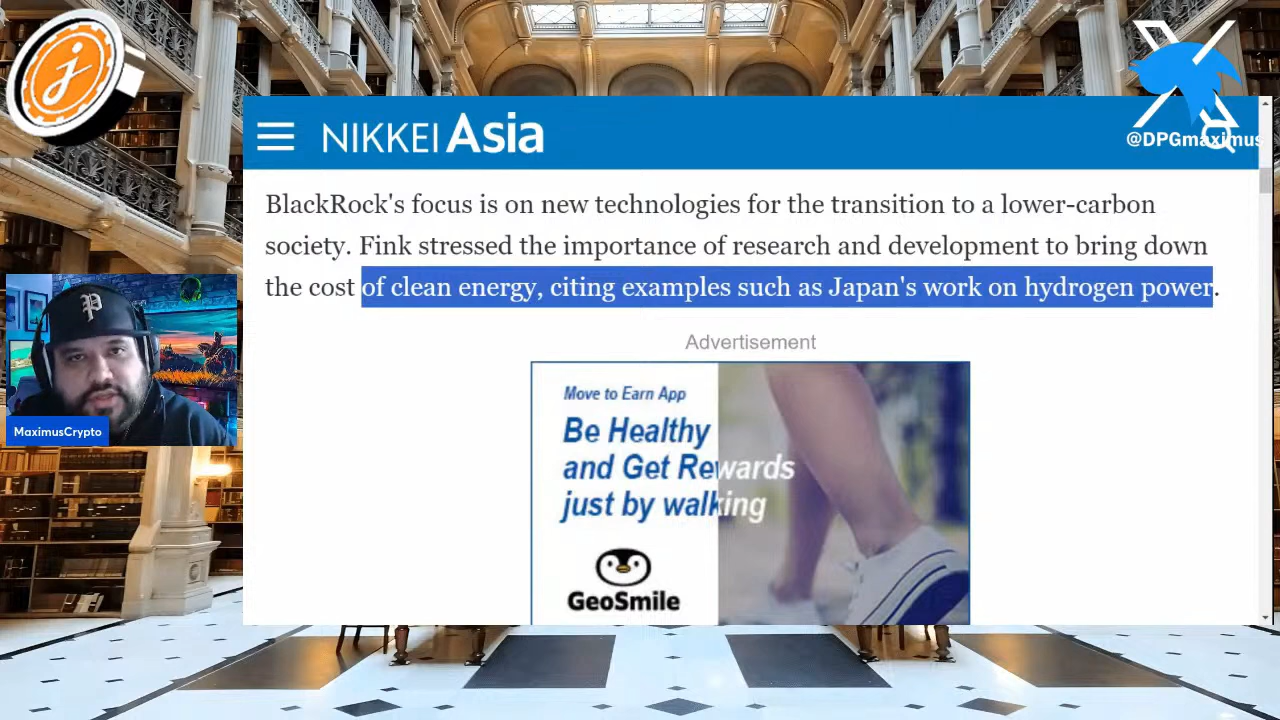 @DPGmaximus
NIKKEI Asia
BlackRock's focus is on new technologies for the transition to a lower-carbon
society. Fink stressed the importance of research and development to bring down
the cost of clean energy, citing examples such as Japan's work on hydrogen power.
Advertisement
Move to Earn App
Be Healthy
and Get Rewards
just by walking
GeoSmile
MaximusCrypto